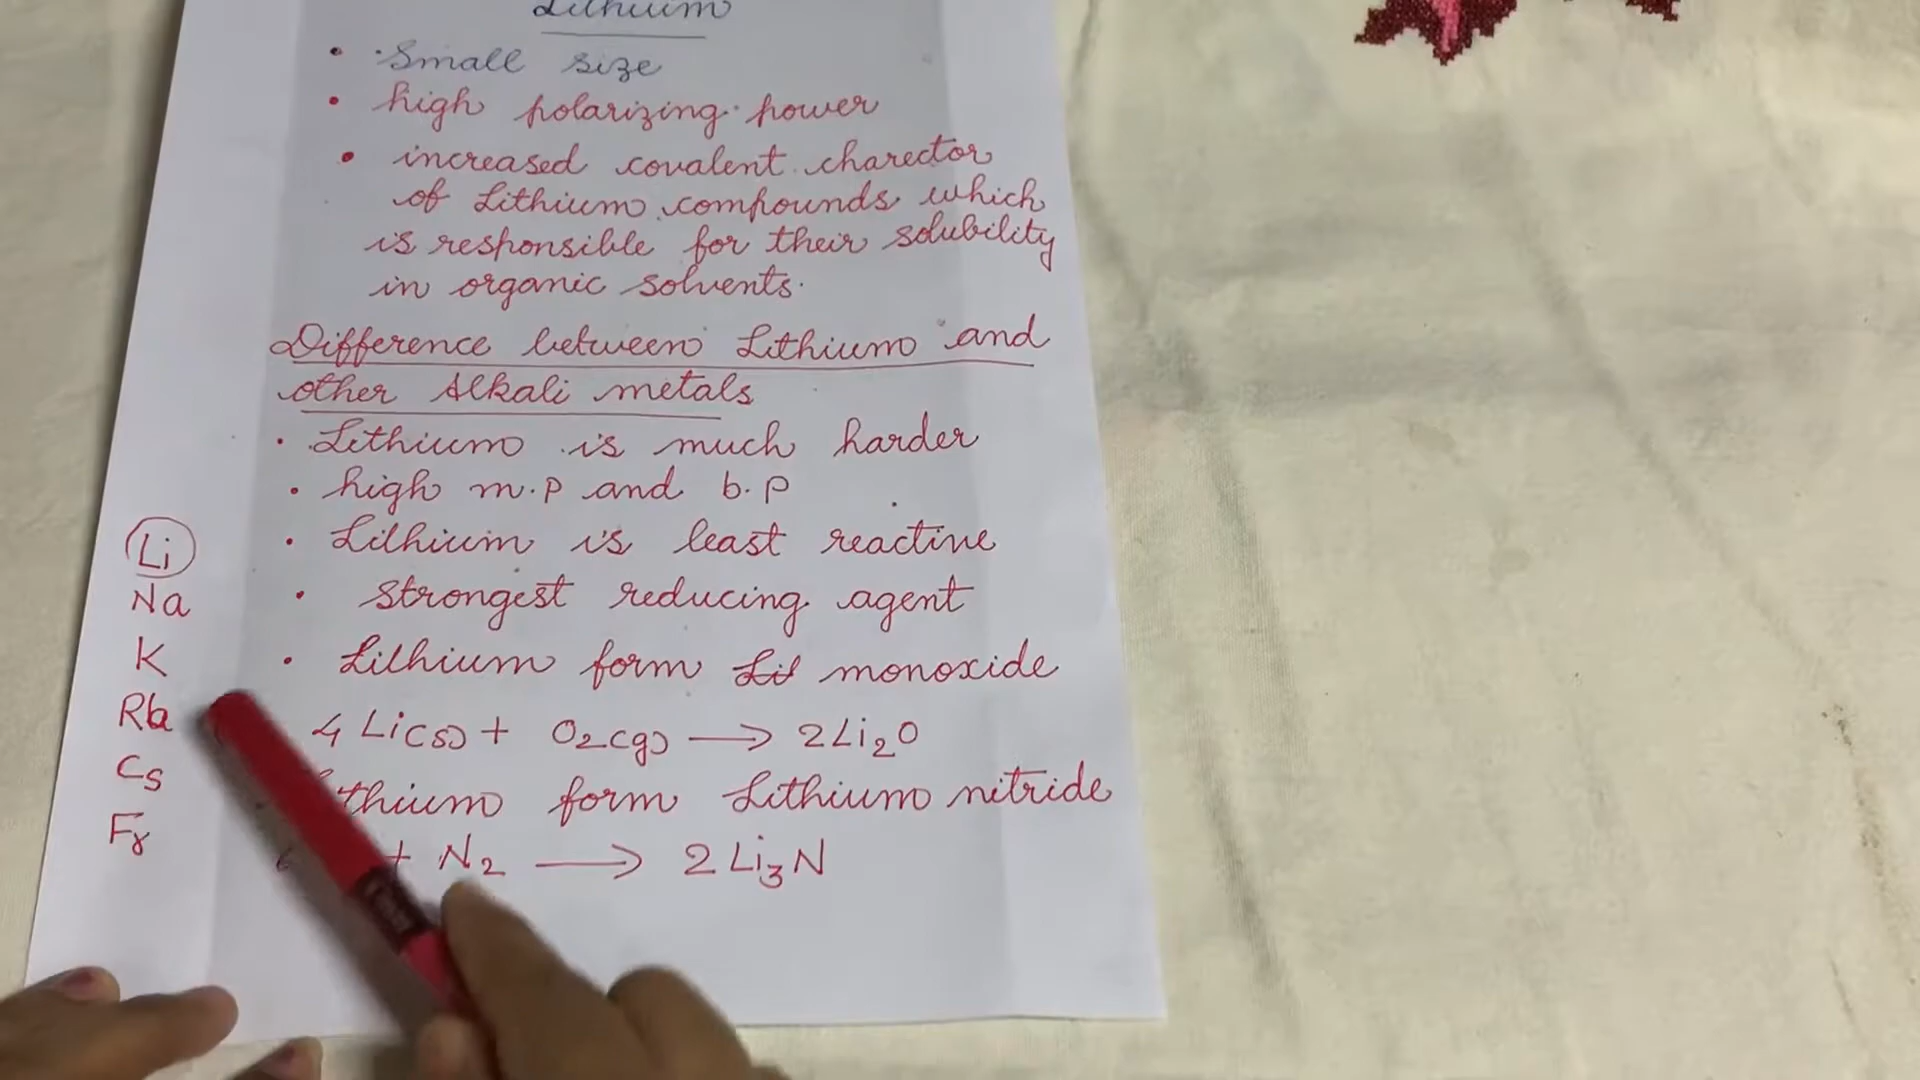 Lithium
• Small size
• high polarizing power
• increased covalent charector
of Lithium compounds which
is responsible for their solubility
in organic solvents.
Difference between Lithium and
other Alkali metals
• Lithium is much harder
• high m.p and b.p
• Lithium is least reactive
• strongest reducing agent
• Lithium form monoxide
4 Li(s) + O2(g) → 2Li2O
form Lithium nitride
+ N2 → 2 Li3N
Li
Na
K
Rb
Cs
Fr